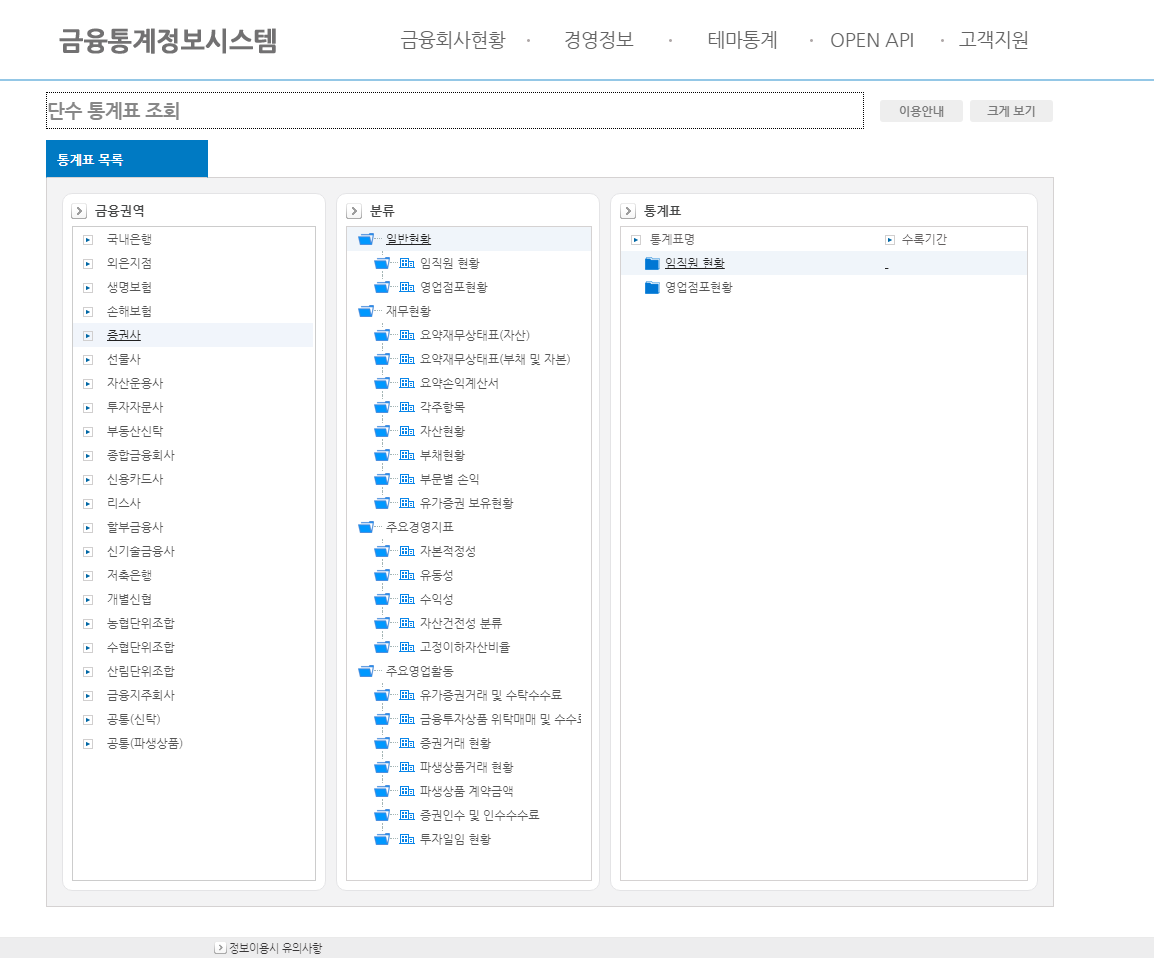 금융통계정보시스템
금융회사현황 · 경영정보 · 테마통계 · OPEN API · 고객지원
단수 통계표 조회
이용안내
크게 보기
통계표 목록
금융권역
국내은행
외은지점
생명보험
손해보험
증권사
선물사
자산운용사
투자자문사
부동산신탁
종합금융회사
신용카드사
리스사
할부금융사
신기술금융사
저축은행
개별신협
농협단위조합
수협단위조합
산림단위조합
금융지주회사
공통(신탁)
공통(파생상품)
분류
일반현황
임직원 현황
영업점포현황
재무현황
요약재무상태표(자산)
요약재무상태표(부채 및 자본)
요약손익계산서
각주항목
자산현황
부채현황
부문별 손익
유가증권 보유현황
주요경영지표
자본적정성
유동성
수익성
자산건전성 분류
고정이하자산비율
주요영업활동
유가증권거래 및 수탁수수료
금융투자상품 위탁매매 및 수수
증권거래 현황
파생상품거래 현황
파생상품 계약금액
증권인수 및 인수수수료
투자일임 현황
통계표
통계표명 수록기간
임직원 현황
영업점포현황
정보이용시 유의사항